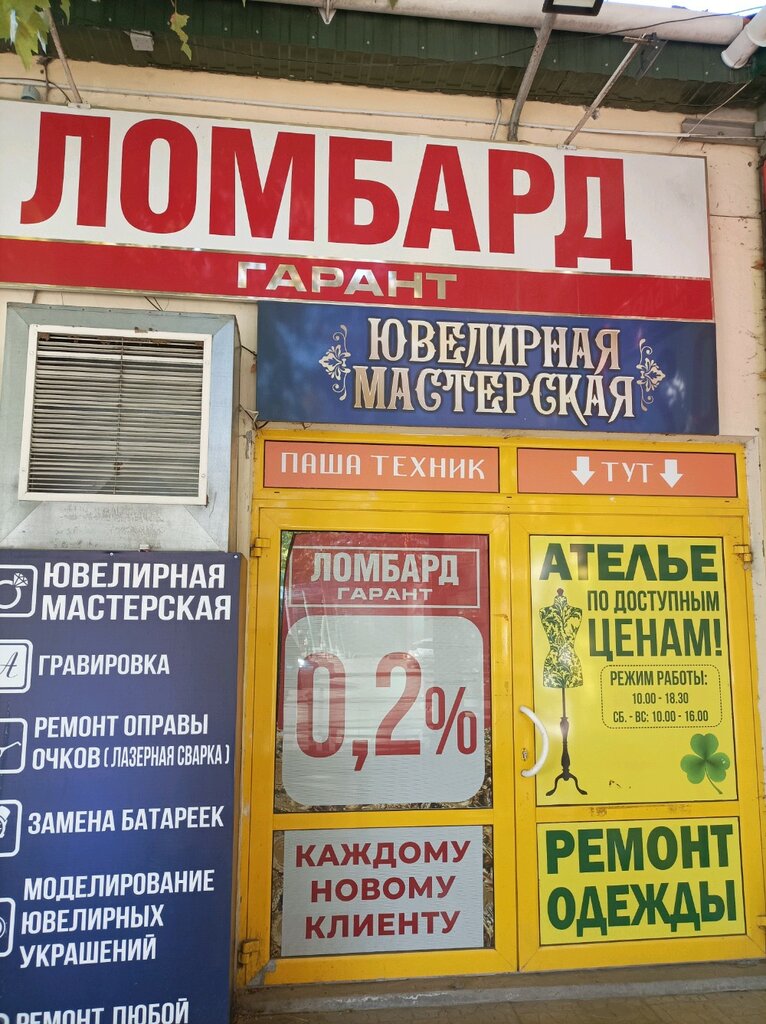 ЛОМБАРД
ГАРАНТ
ЮВЕЛИРНАЯ
МАСТЕРСКАЯ
ПАША ТЕХНИК
ТУТ
ЮВЕЛИРНАЯ
МАСТЕРСКАЯ
ГРАВИРОВКА
РЕМОНТ ОПРАВЫ
ОЧКОВ ( ЛАЗЕРНАЯ СВАРКА )
ЗАМЕНА БАТАРЕЕК
МОДЕЛИРОВАНИЕ
ЮВЕЛИРНЫХ
УКРАШЕНИЙ
РЕМОНТ ЛЮБОЙ
ЛОМБАРД
ГАРАНТ
0,2%
КАЖДОМУ
НОВОМУ
КЛИЕНТУ
АТЕЛЬЕ
ПО ДОСТУПНЫМ
ЦЕНАМ!
РЕЖИМ РАБОТЫ:
10.00 - 18.30
СБ. - ВС: 10.00 - 16.00
РЕМОНТ
ОДЕЖДЫ